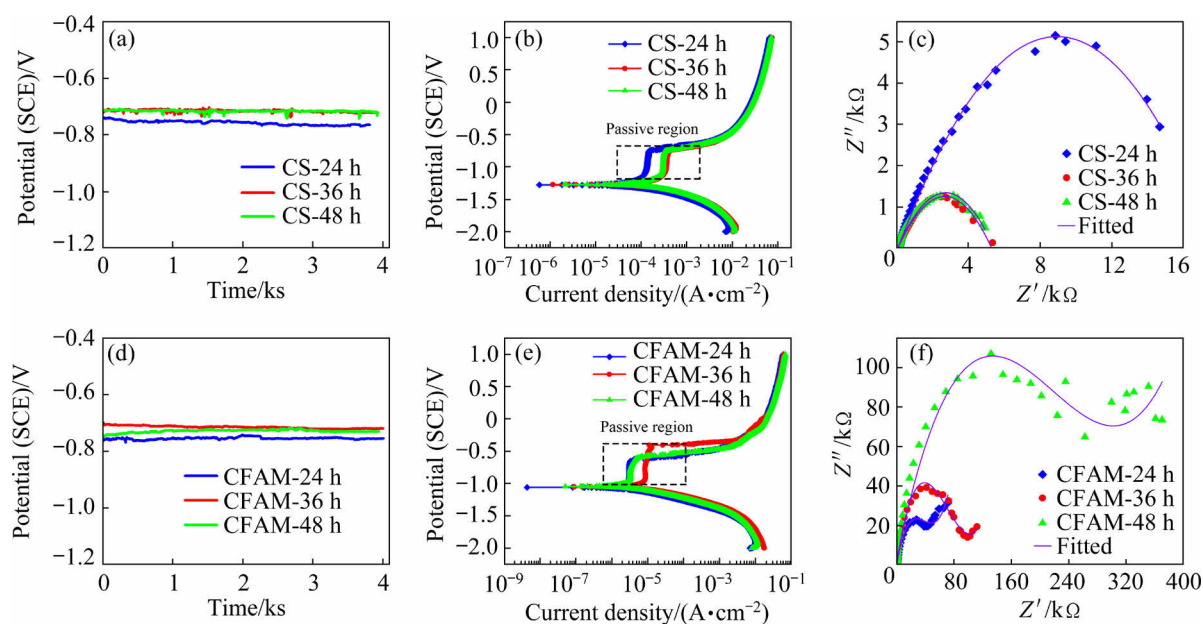 (a)
−0.4
−0.6
−0.8
−1.0
−1.2
Potential (SCE)/V
CS-24 h
CS-36 h
CS-48 h
0 1 2 3 4
Time/ks
(b)
1.0
0.5
0
−0.5
−1.0
−1.5
−2.0
Potential (SCE)/V
CS-24 h
CS-36 h
CS-48 h
Passive region
10−7 10−6 10−5 10−4 10−3 10−2 10−1
Current density/(A•cm−2)
(c)
5
4
3
2
1
0
Z″/kΩ
CS-24 h
CS-36 h
CS-48 h
Fitted
4 8 12 16
Z′/kΩ
(d)
−0.4
−0.6
−0.8
−1.0
−1.2
Potential (SCE)/V
CFAM-24 h
CFAM-36 h
CFAM-48 h
0 1 2 3 4
Time/ks
(e)
1.0
0.5
0
−0.5
−1.0
−1.5
−2.0
Potential (SCE)/V
CFAM-24 h
CFAM-36 h
CFAM-48 h
Passive region
10−9 10−7 10−5 10−3 10−1
Current density/(A•cm−2)
(f)
100
80
60
40
20
Z″/kΩ
CFAM-24 h
CFAM-36 h
CFAM-48 h
Fitted
0 80 160 240 320 400
Z′/kΩ